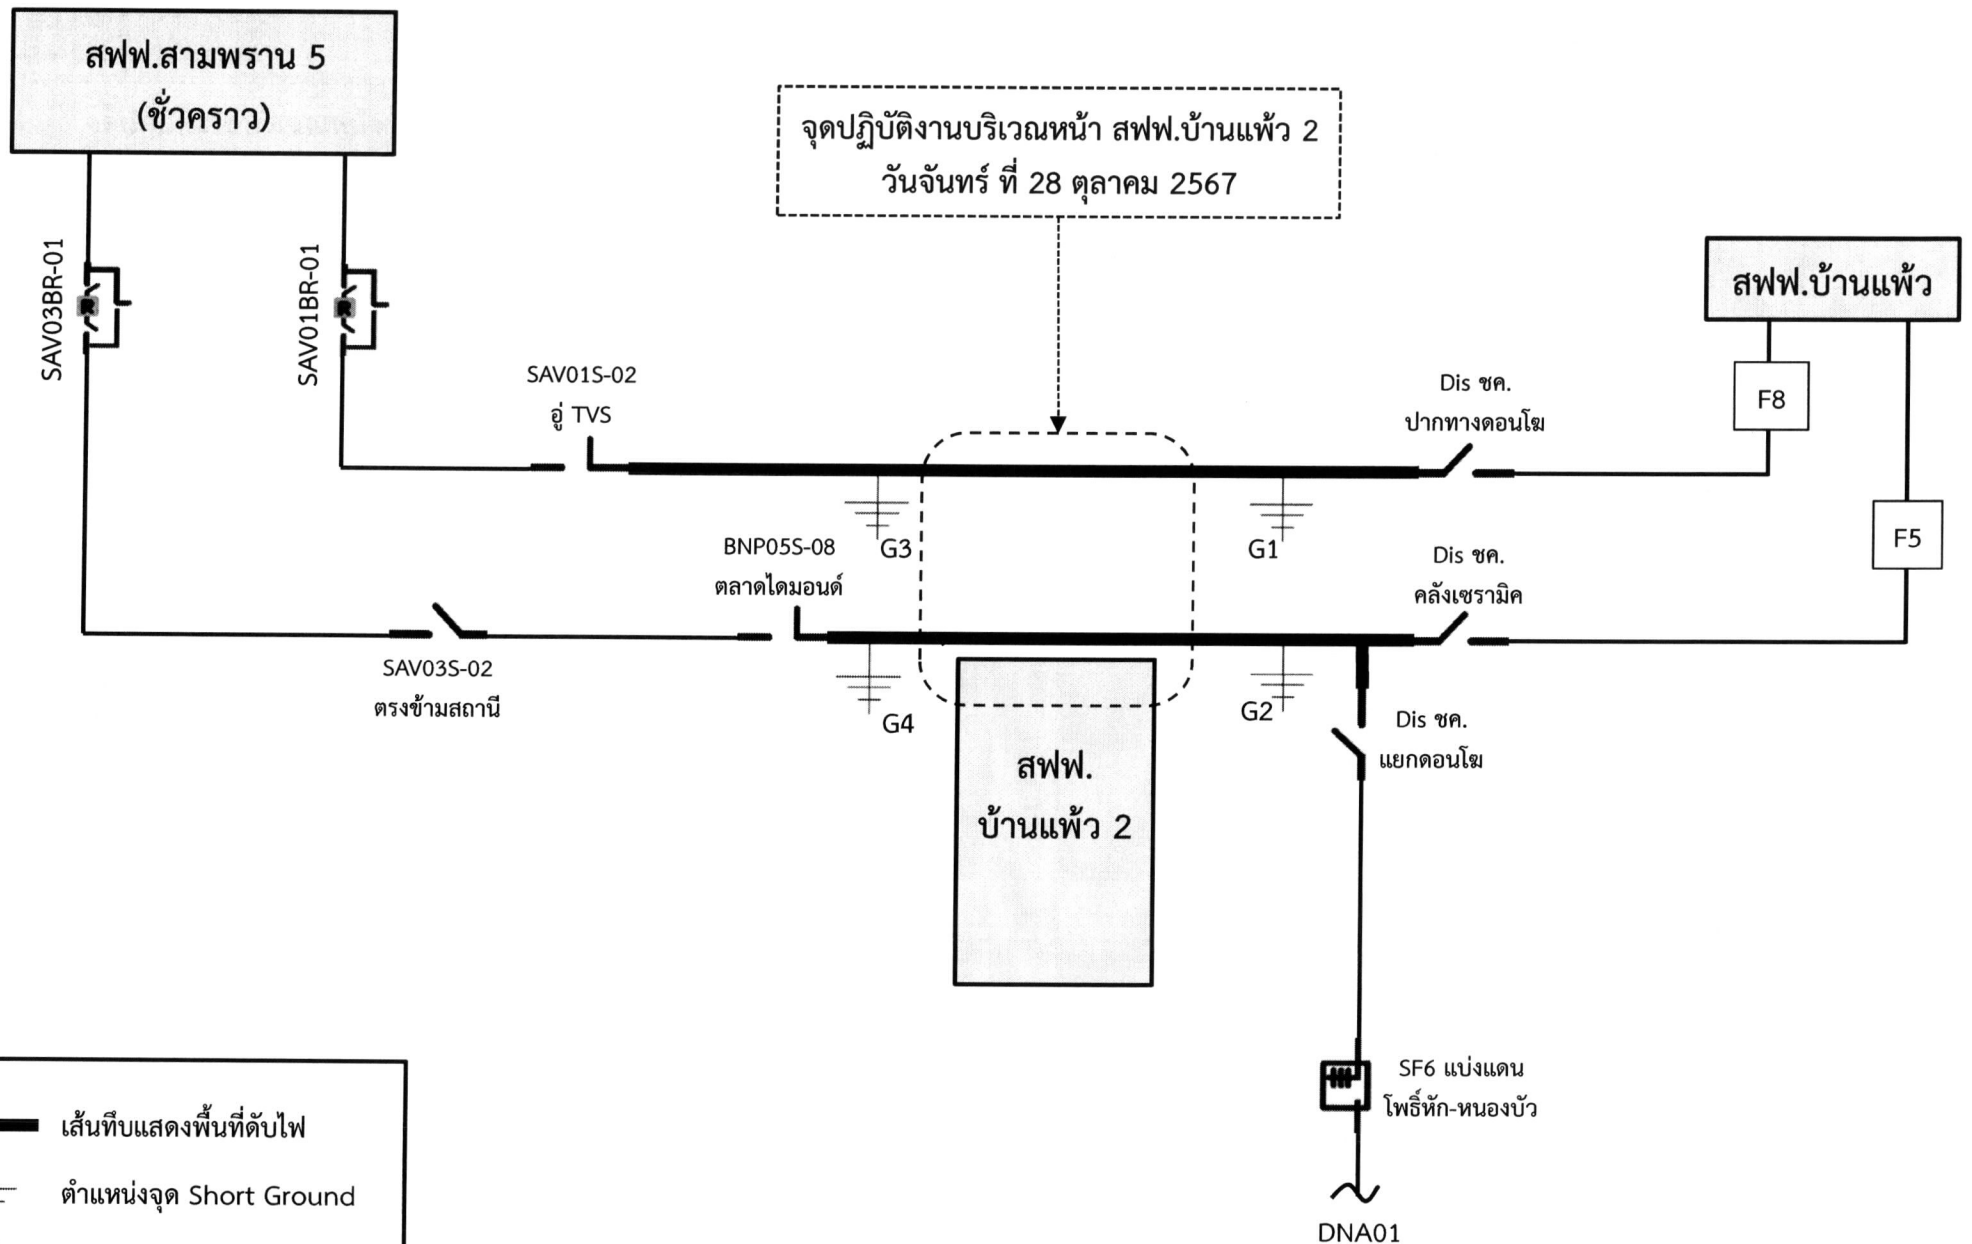 สฟฟ.สามพราน 5
(ชั่วคราว)
จุดปฏิบัติงานบริเวณหน้า สฟฟ.บ้านแพ้ว 2
วันจันทร์ ที่ 28 ตุลาคม 2567
สฟฟ.บ้านแพ้ว
SAV03BR-01
R
SAV01BR-01
R
SAV01S-02
อู่ TVS
Dis ชค.
ปากทางดอนโฆ
F8
F5
G3
G1
BNP05S-08
ตลาดไดมอนด์
Dis ชค.
คลังเซรามิค
SAV03S-02
ตรงข้ามสถานี
G4
G2
Dis ชค.
แยกดอนโฆ
สฟฟ.
บ้านแพ้ว 2
SF6 แบ่งแดน
โพธิ์หัก-หนองบัว
DNA01
เส้นทึบแสดงพื้นที่ดับไฟ
ตำแหน่งจุด Short Ground